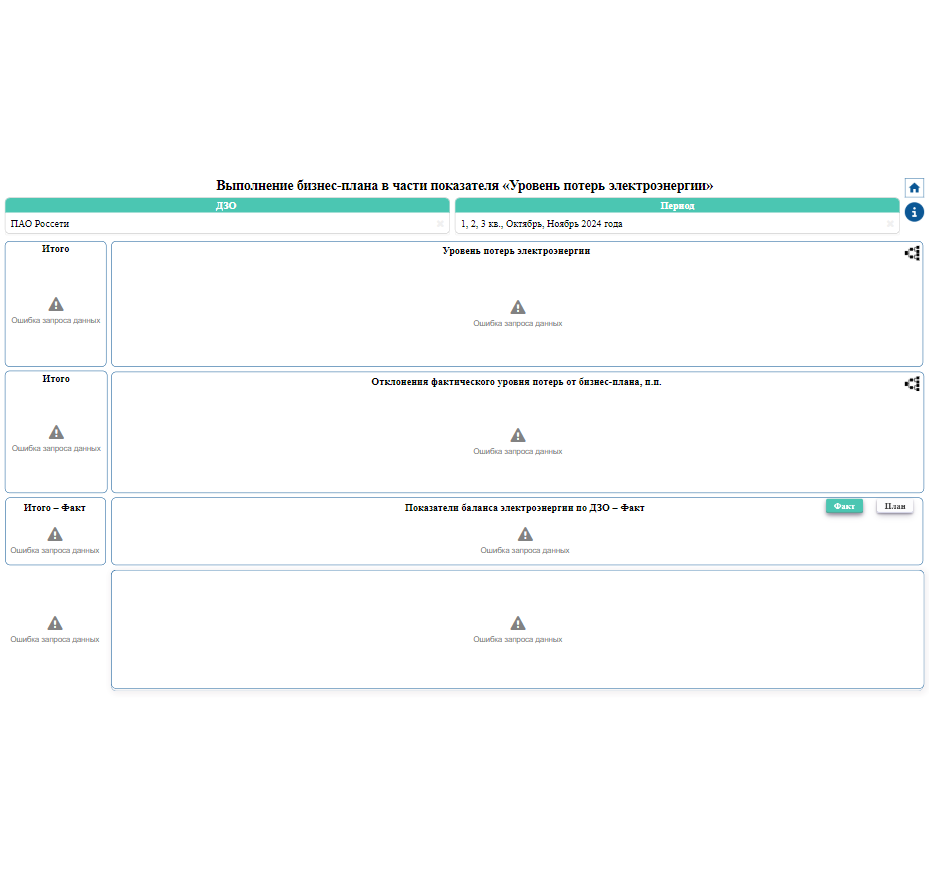 Выполнение бизнес-плана в части показателя «Уровень потерь электроэнергии»
ДЗО
Период
ПАО Россети
1, 2, 3 кв., Октябрь, Ноябрь 2024 года
Итого
Уровень потерь электроэнергии
Ошибка запроса данных
Ошибка запроса данных
Итого
Отклонения фактического уровня потерь от бизнес-плана, п.п.
Ошибка запроса данных
Ошибка запроса данных
Итого – Факт
Показатели баланса электроэнергии по ДЗО – Факт
Факт
План
Ошибка запроса данных
Ошибка запроса данных
Ошибка запроса данных
Ошибка запроса данных